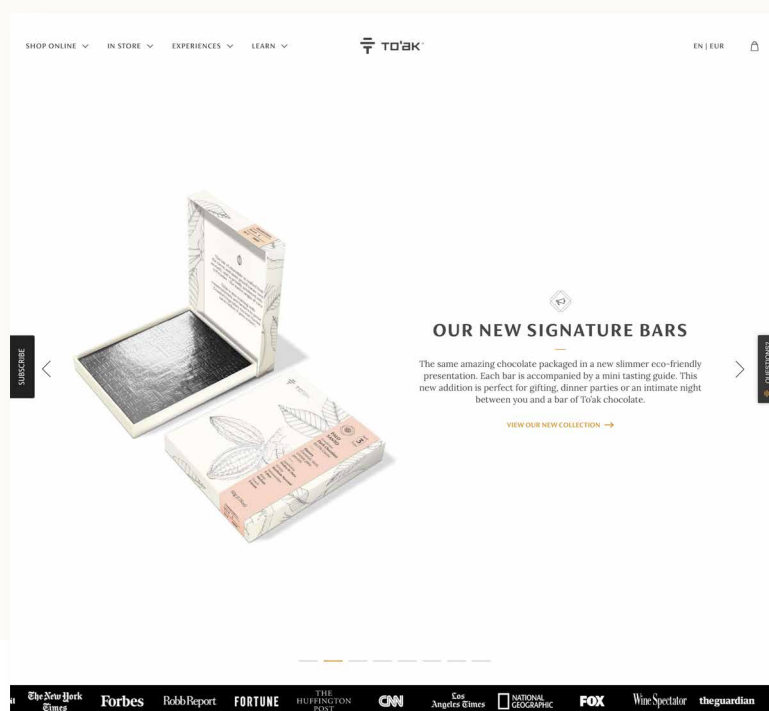 SHOP ONLINE
IN STORE
EXPERIENCES
LEARN
TO'AK
EN | EUR
SUBSCRIBE
QUESTIONS?
OUR NEW SIGNATURE BARS
The same amazing chocolate packaged in a new slimmer eco-friendly
presentation. Each bar is accompanied by a mini tasting guide. This
new addition is perfect for gifting, dinner parties or an intimate night
between you and a bar of To'ak chocolate.
VIEW OUR NEW COLLECTION
The New York
Times
Forbes
Robb Report
FORTUNE
THE
HUFFINGTON
POST
CNN
Los
Angeles Times
NATIONAL
GEOGRAPHIC
FOX
Wine Spectator
theguardian